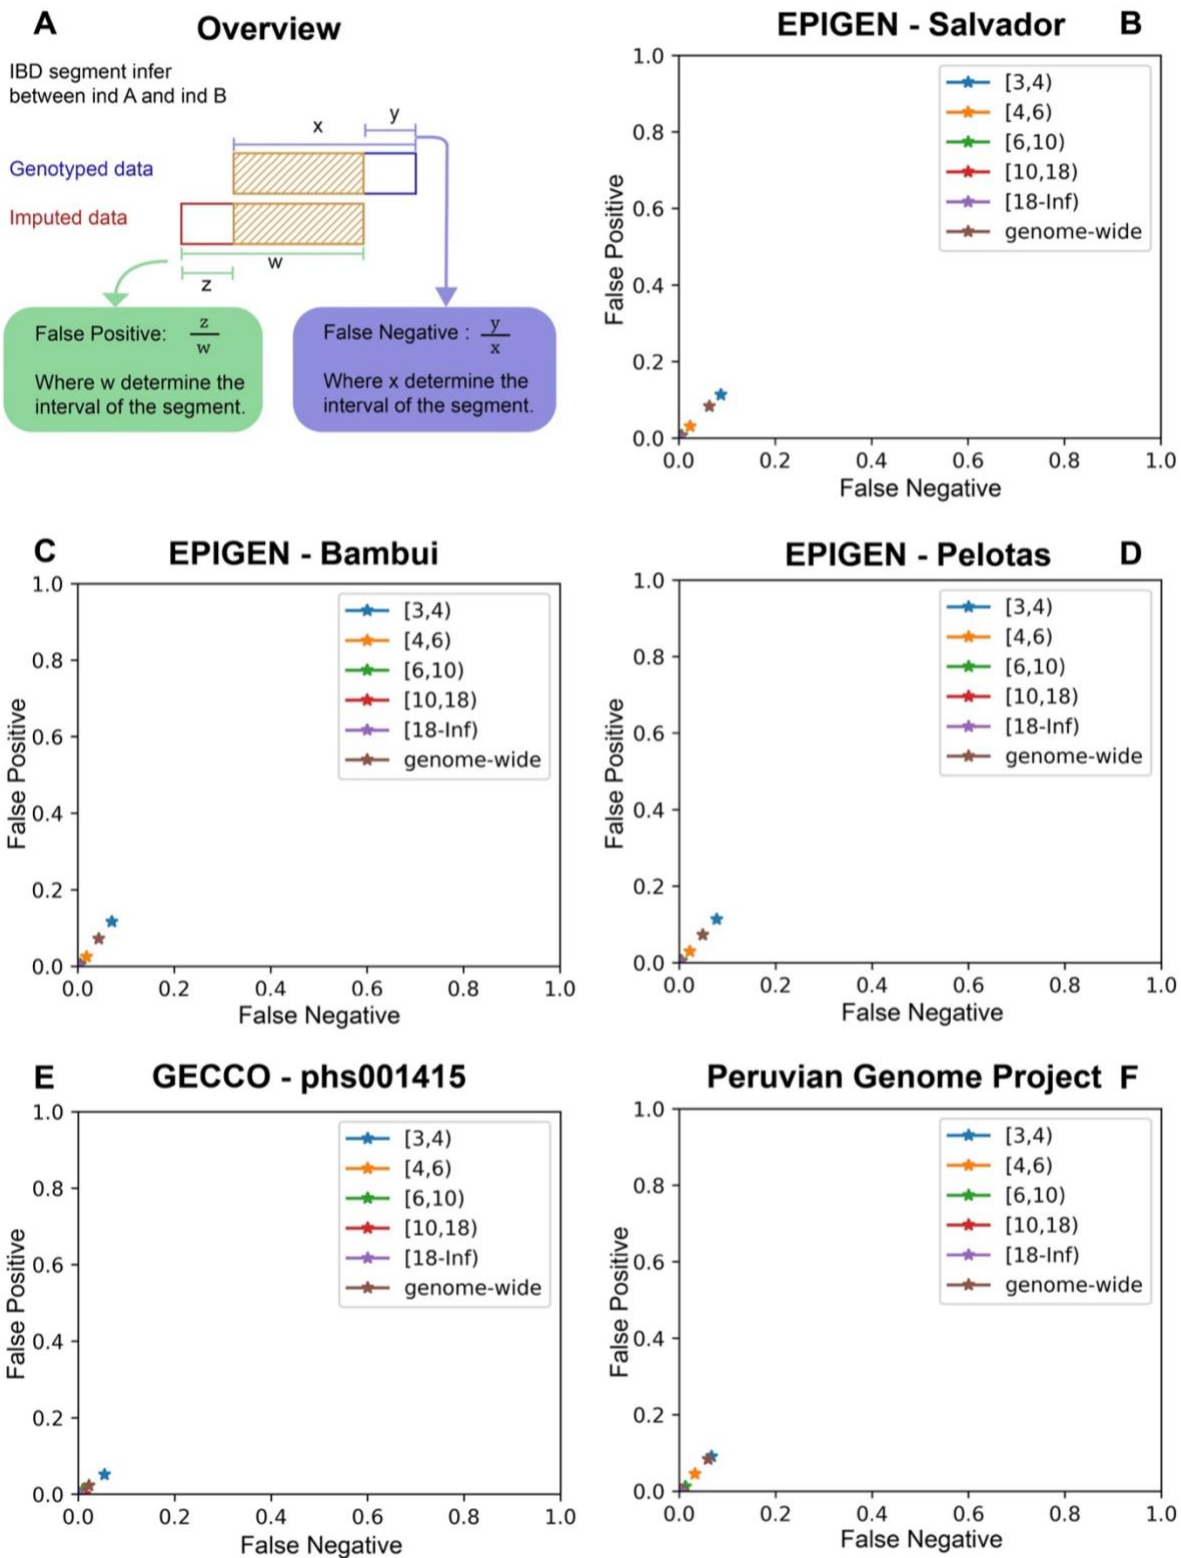 A
Overview
IBD segment infer
between ind A and ind B
x
y
Genotyped data
Imputed data
w
z
False Positive: z
w
Where w determine the
interval of the segment.
False Negative : y
x
Where x determine the
interval of the segment.
EPIGEN - Salvador
B
1.0
0.8
0.6
0.4
0.2
0.0
False Positive
[3,4)
[4,6)
[6,10)
[10,18)
[18-Inf)
genome-wide
0.0 0.2 0.4 0.6 0.8 1.0
False Negative
C
EPIGEN - Bambui
1.0
0.8
0.6
0.4
0.2
0.0
False Positive
[3,4)
[4,6)
[6,10)
[10,18)
[18-Inf)
genome-wide
0.0 0.2 0.4 0.6 0.8 1.0
False Negative
EPIGEN - Pelotas
D
1.0
0.8
0.6
0.4
0.2
0.0
False Positive
[3,4)
[4,6)
[6,10)
[10,18)
[18-Inf)
genome-wide
0.0 0.2 0.4 0.6 0.8 1.0
False Negative
E
GECCO - phs001415
1.0
0.8
0.6
0.4
0.2
0.0
False Positive
[3,4)
[4,6)
[6,10)
[10,18)
[18-Inf)
genome-wide
0.0 0.2 0.4 0.6 0.8 1.0
False Negative
Peruvian Genome Project
F
1.0
0.8
0.6
0.4
0.2
0.0
False Positive
[3,4)
[4,6)
[6,10)
[10,18)
[18-Inf)
genome-wide
0.0 0.2 0.4 0.6 0.8 1.0
False Negative